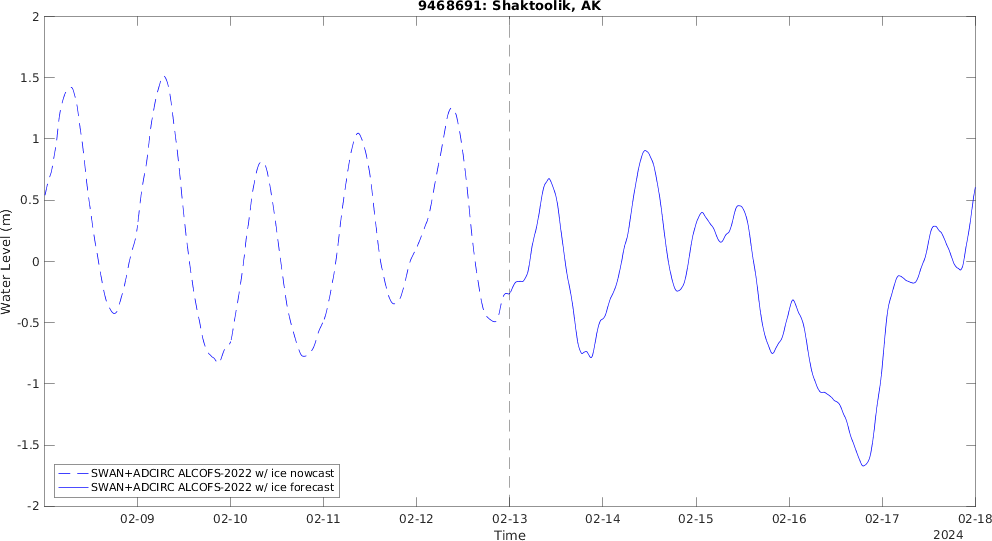 9468691: Shaktoolik, AK
Water Level (m)
2
1.5
1
0.5
0
-0.5
-1
-1.5
-2
SWAN+ADCIRC ALCOFS-2022 w/ ice nowcast
SWAN+ADCIRC ALCOFS-2022 w/ ice forecast
02-09 02-10 02-11 02-12 02-13 02-14 02-15 02-16 02-17 02-18
Time
2024